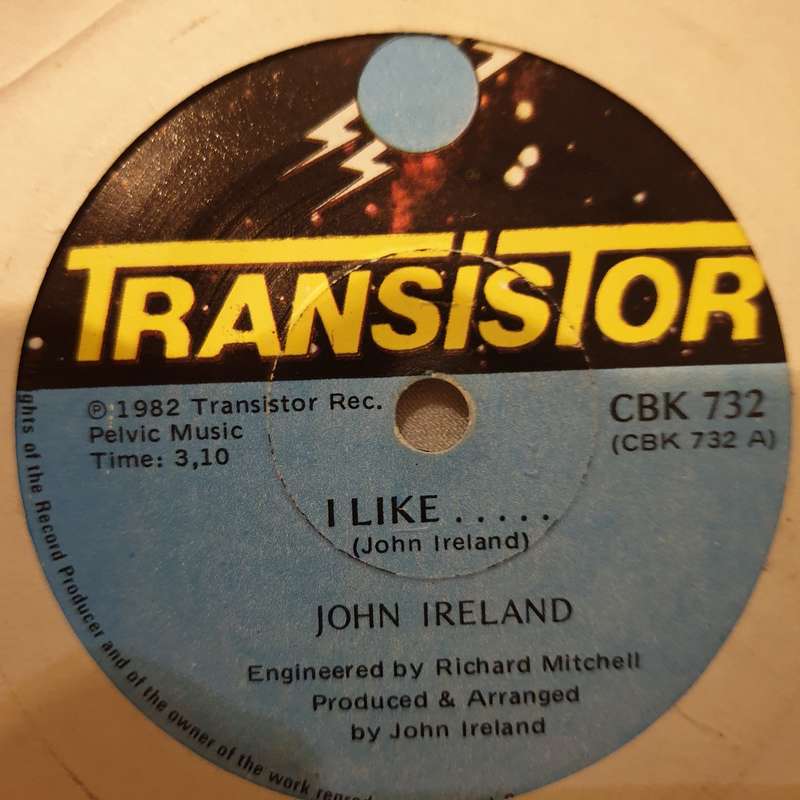 TRANSISTOR
℗ 1982 Transistor Rec.
Pelvic Music
Time: 3,10
CBK 732
(CBK 732 A)
I LIKE . . . . .
(John Ireland)
JOHN IRELAND
Engineered by Richard Mitchell
Produced & Arranged
by John Ireland
of the Record Producer and of the owner of the work